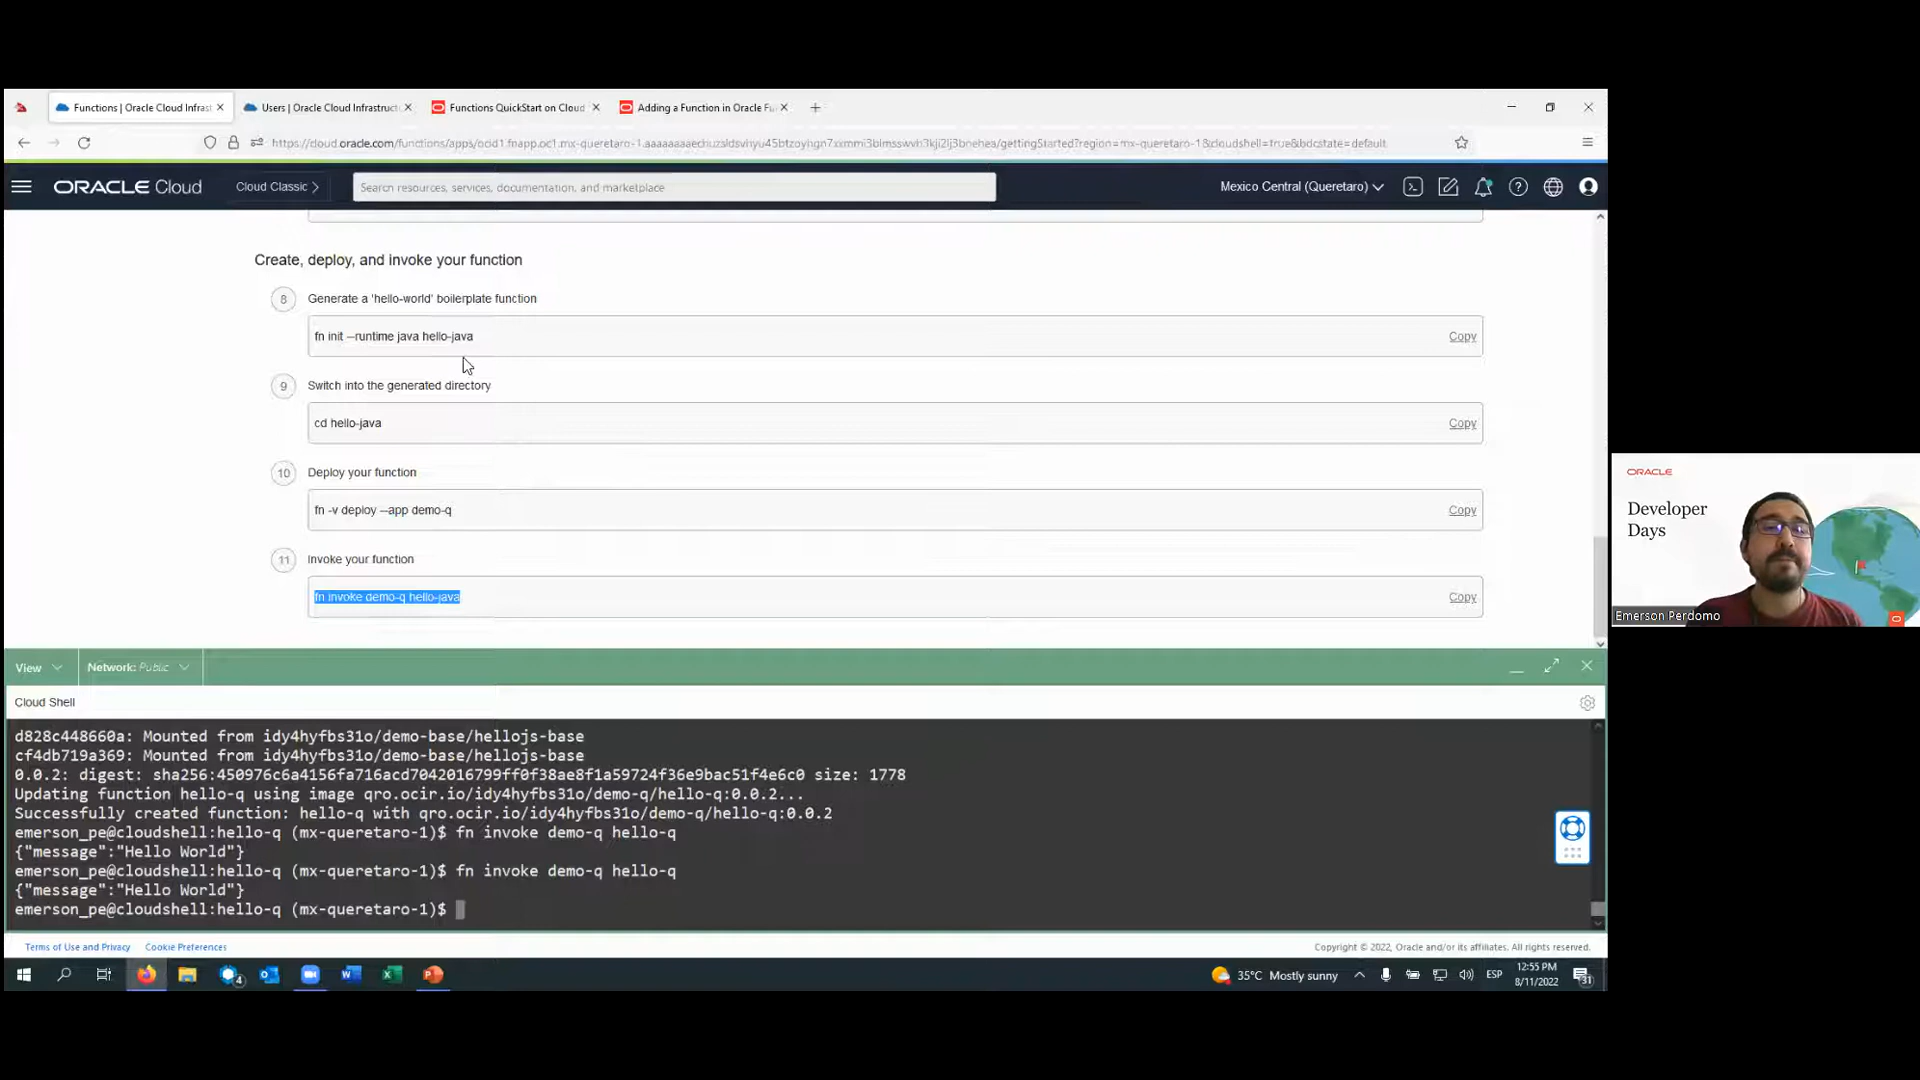 Functions | Oracle Cloud Infrast
Users | Oracle Cloud Infrastruct
Functions QuickStart on Cloud
Adding a Function in Oracle Fu
ORACLE Cloud
Cloud Classic
Search resources, services, documentation, and marketplace
Mexico Central (Queretaro)
Create, deploy, and invoke your function
8
Generate a 'hello-world' boilerplate function
fn init --runtime java hello-java
Copy
9
Switch into the generated directory
cd hello-java
Copy
10
Deploy your function
fn -v deploy --app demo-q
Copy
11
Invoke your function
fn invoke demo-q hello-java
Copy
View
Network: Public
Cloud Shell
d828c448660a: Mounted from idy4hyfbs31o/demo-base/hellojs-base
cf4db719a369: Mounted from idy4hyfbs31o/demo-base/hellojs-base
0.0.2: digest: sha256:450976c6a4156fa716acd7042016799ff0f38ae8f1a59724f36e9bac51f4e6c0 size: 1778
Updating function hello-q using image qro.ocir.io/idy4hyfbs31o/demo-q/hello-q:0.0.2...
Successfully created function: hello-q with qro.ocir.io/idy4hyfbs31o/demo-q/hello-q:0.0.2
emerson_pe@cloudshell:hello-q (mx-queretaro-1)$ fn invoke demo-q hello-q
{"message":"Hello World"}
emerson_pe@cloudshell:hello-q (mx-queretaro-1)$ fn invoke demo-q hello-q
{"message":"Hello World"}
emerson_pe@cloudshell:hello-q (mx-queretaro-1)$
Terms of Use and Privacy
Cookie Preferences
Copyright © 2022, Oracle and/or its affiliates. All rights reserved.
4
35°C Mostly sunny
ESP
12:55 PM
8/11/2022
31
ORACLE
Developer
Days
Emerson Perdomo